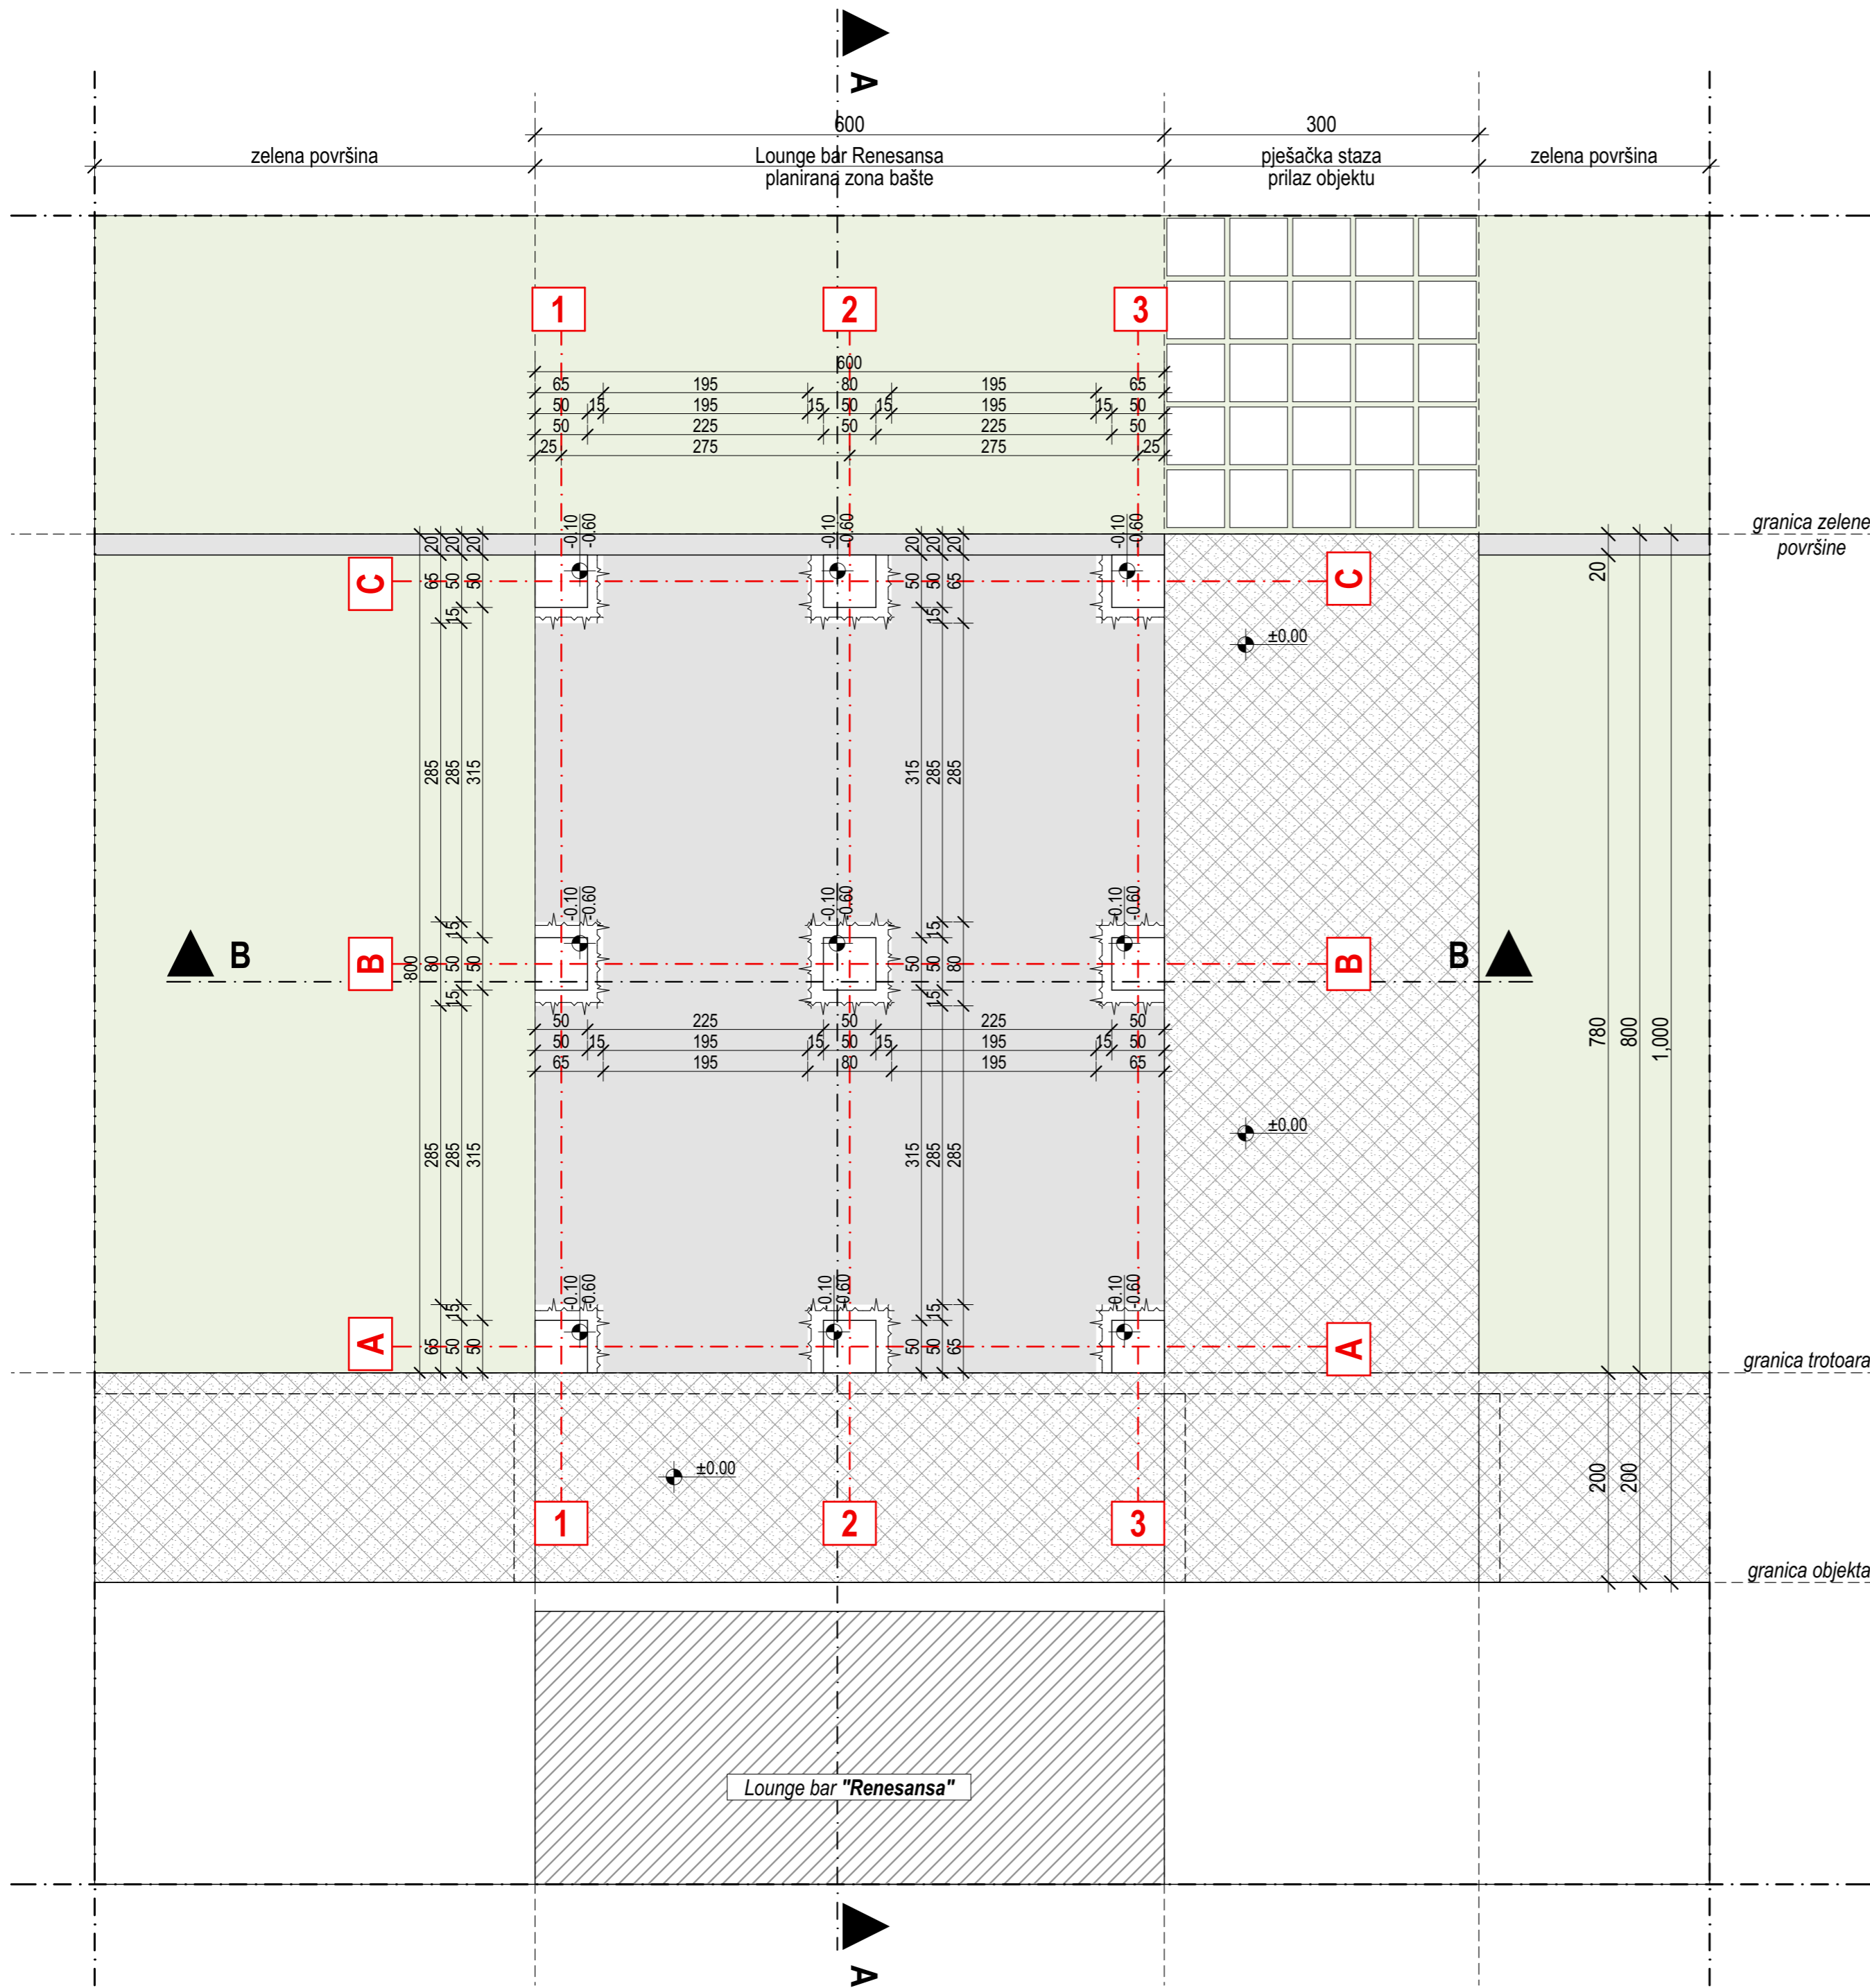 A
600
300
zelena površina
Lounge bar Renesansa
planirana zona bašte
pješačka staza
prilaz objektu
zelena površina
1
2
3
600
65 195 80 195 65
50 15 195 15 50 15 195 15 50
50 225 50 225 50
25 275 275 25
granica zelene
površine
-0.10
-0.60
-0.10
-0.60
-0.10
-0.60
20 20 20
20 20 20
20
C
65 50 50
15
50 50 65
15
C
±0.00
285 285 315
315 285 285
-0.10
-0.60
-0.10
-0.60
-0.10
-0.60
B
B
800
80 50 50
15
15
50 50 80
15
15
B
B
50 225 50 225 50
50 15 195 15 50 15 195 15 50
65 195 80 195 65
780
800
1,000
±0.00
285 285 315
315 285 285
-0.10
-0.60
-0.10
-0.60
-0.10
-0.60
A
65 50 50
15
50 50 65
15
A
granica trotoara
±0.00
200
200
1
2
3
granica objekta
Lounge bar "Renesansa"
A